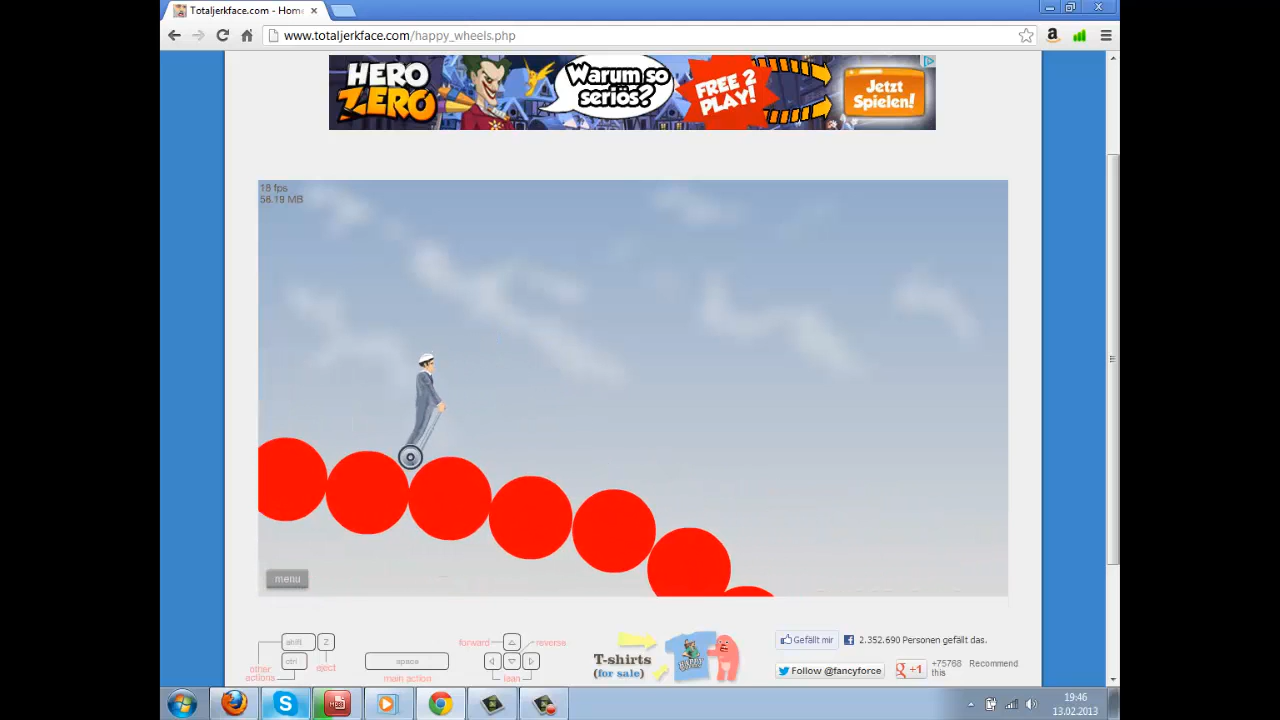 Totaljerkface.com - Home
www.totaljerkface.com/happy_wheels.php
HERO ZERO
Warum so seriös?
FREE 2 PLAY!
Jetzt Spielen!
18 fps
58.19 MB
menu
shift
Z
ctrl
other actions
eject
space
main action
forward
reverse
lean
T-shirts
(for sale)
Gefällt mir
2.352.690 Personen gefällt das.
Follow @fancyforce
+1
+75768 Recommend this
19:46
13.02.2013